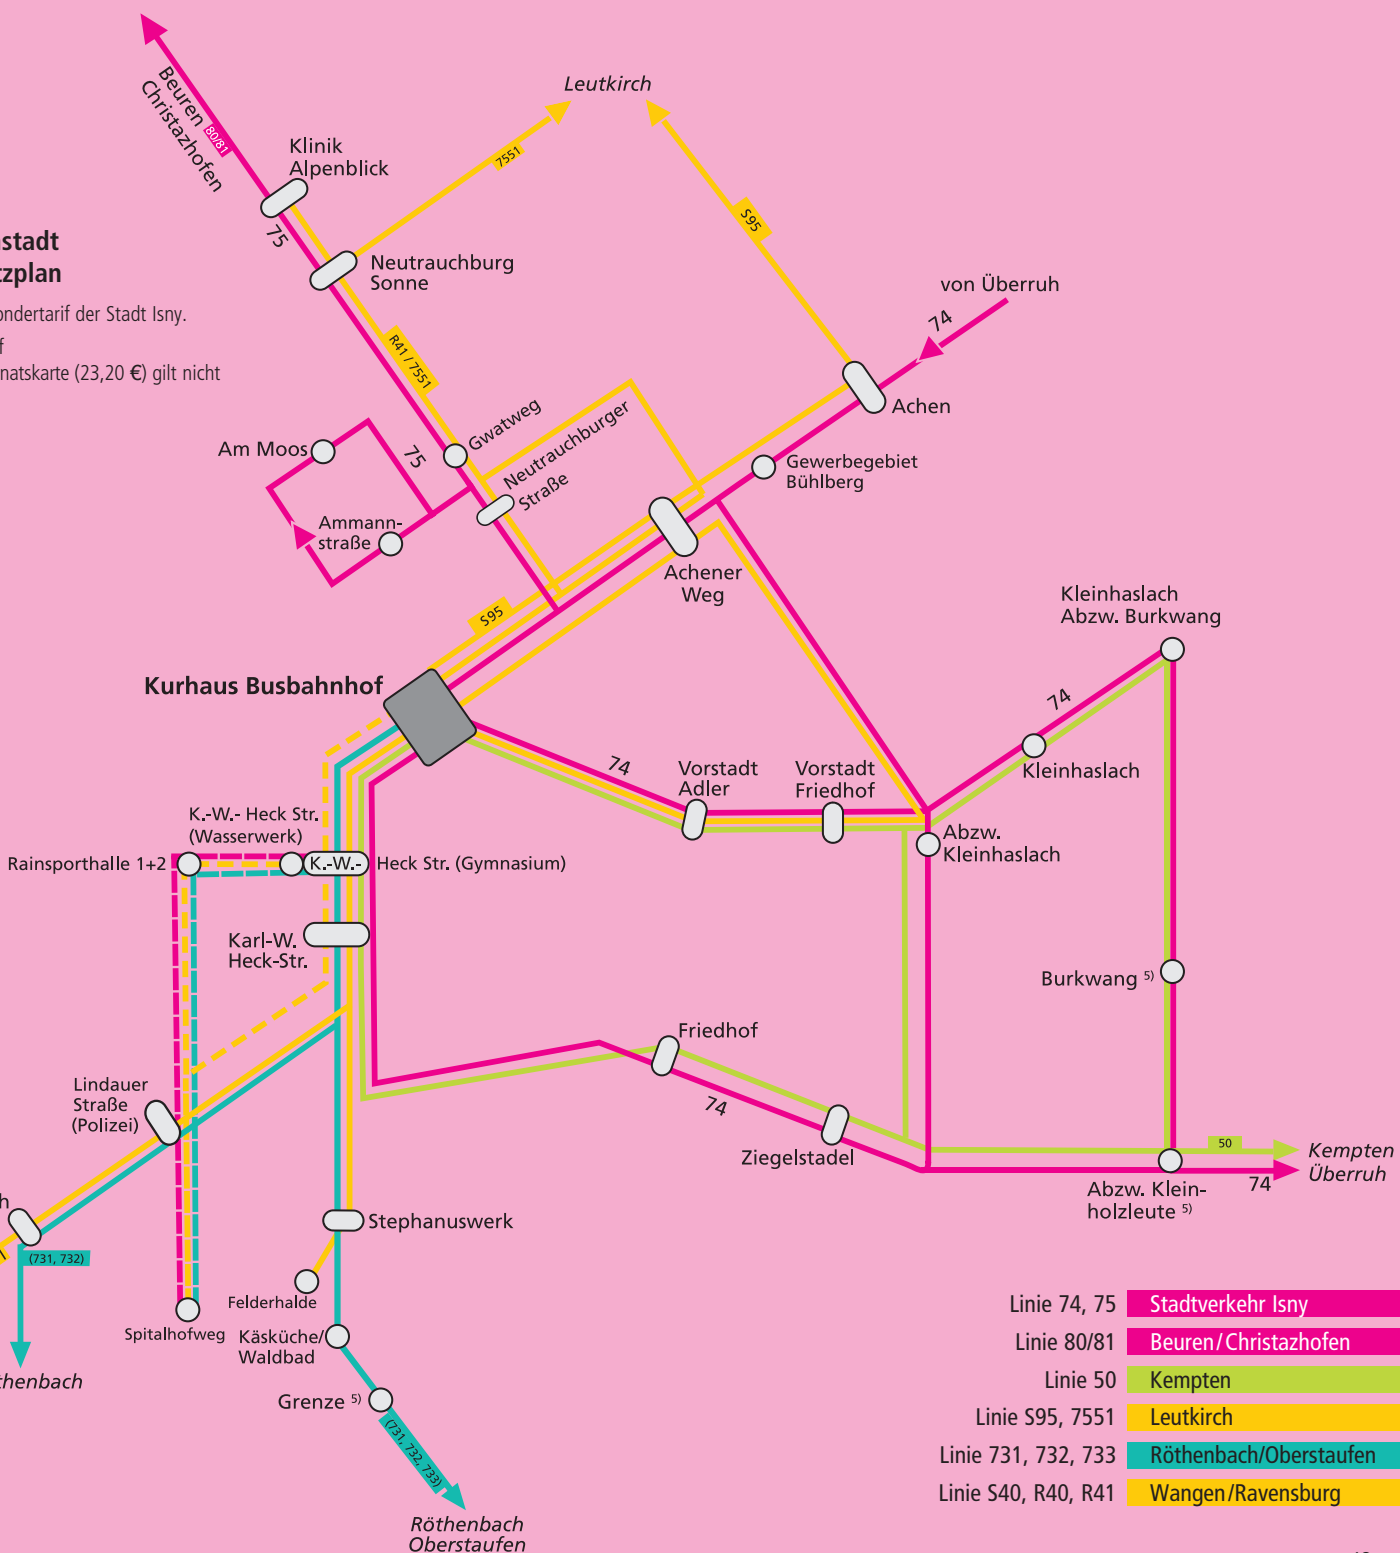 Beuren
Christazhofen
80/81
Leutkirch
Klinik
Alpenblick
75
7551
S95
Neutrauchburg
Sonne
von Überruh
74
ondertarif der Stadt Isny.
natskarte (23,20 €) gilt nicht
R41 / 7551
Achen
Am Moos
75
Gwatweg
Neutrauchburger
Straße
Gewerbegebiet
Bühlberg
Ammann-
straße
Achener
Weg
S95
Kleinhaslach
Abzw. Burkwang
Kurhaus Busbahnhof
74
74
Vorstadt
Adler
Vorstadt
Friedhof
Kleinhaslach
K.-W.- Heck Str.
(Wasserwerk)
Abzw.
Kleinhaslach
Rainsporthalle 1+2
K.-W.- Heck Str. (Gymnasium)
Karl-W.
Heck-Str.
Burkwang 5)
Friedhof
74
Lindauer
Straße
(Polizei)
Ziegelstadel
50
Kempten
Überruh
74
Abzw. Klein-
holzleute 5)
Stephanuswerk
(731, 732)
Felderhalde
Spitalhofweg
Käsküche/
Waldbad
thenbach
Grenze 5)
(731, 732, 733)
Röthenbach
Oberstaufen
Linie 74, 75 Stadtverkehr Isny
Linie 80/81 Beuren/Christazhofen
Linie 50 Kempten
Linie S95, 7551 Leutkirch
Linie 731, 732, 733 Röthenbach/Oberstaufen
Linie S40, R40, R41 Wangen/Ravensburg